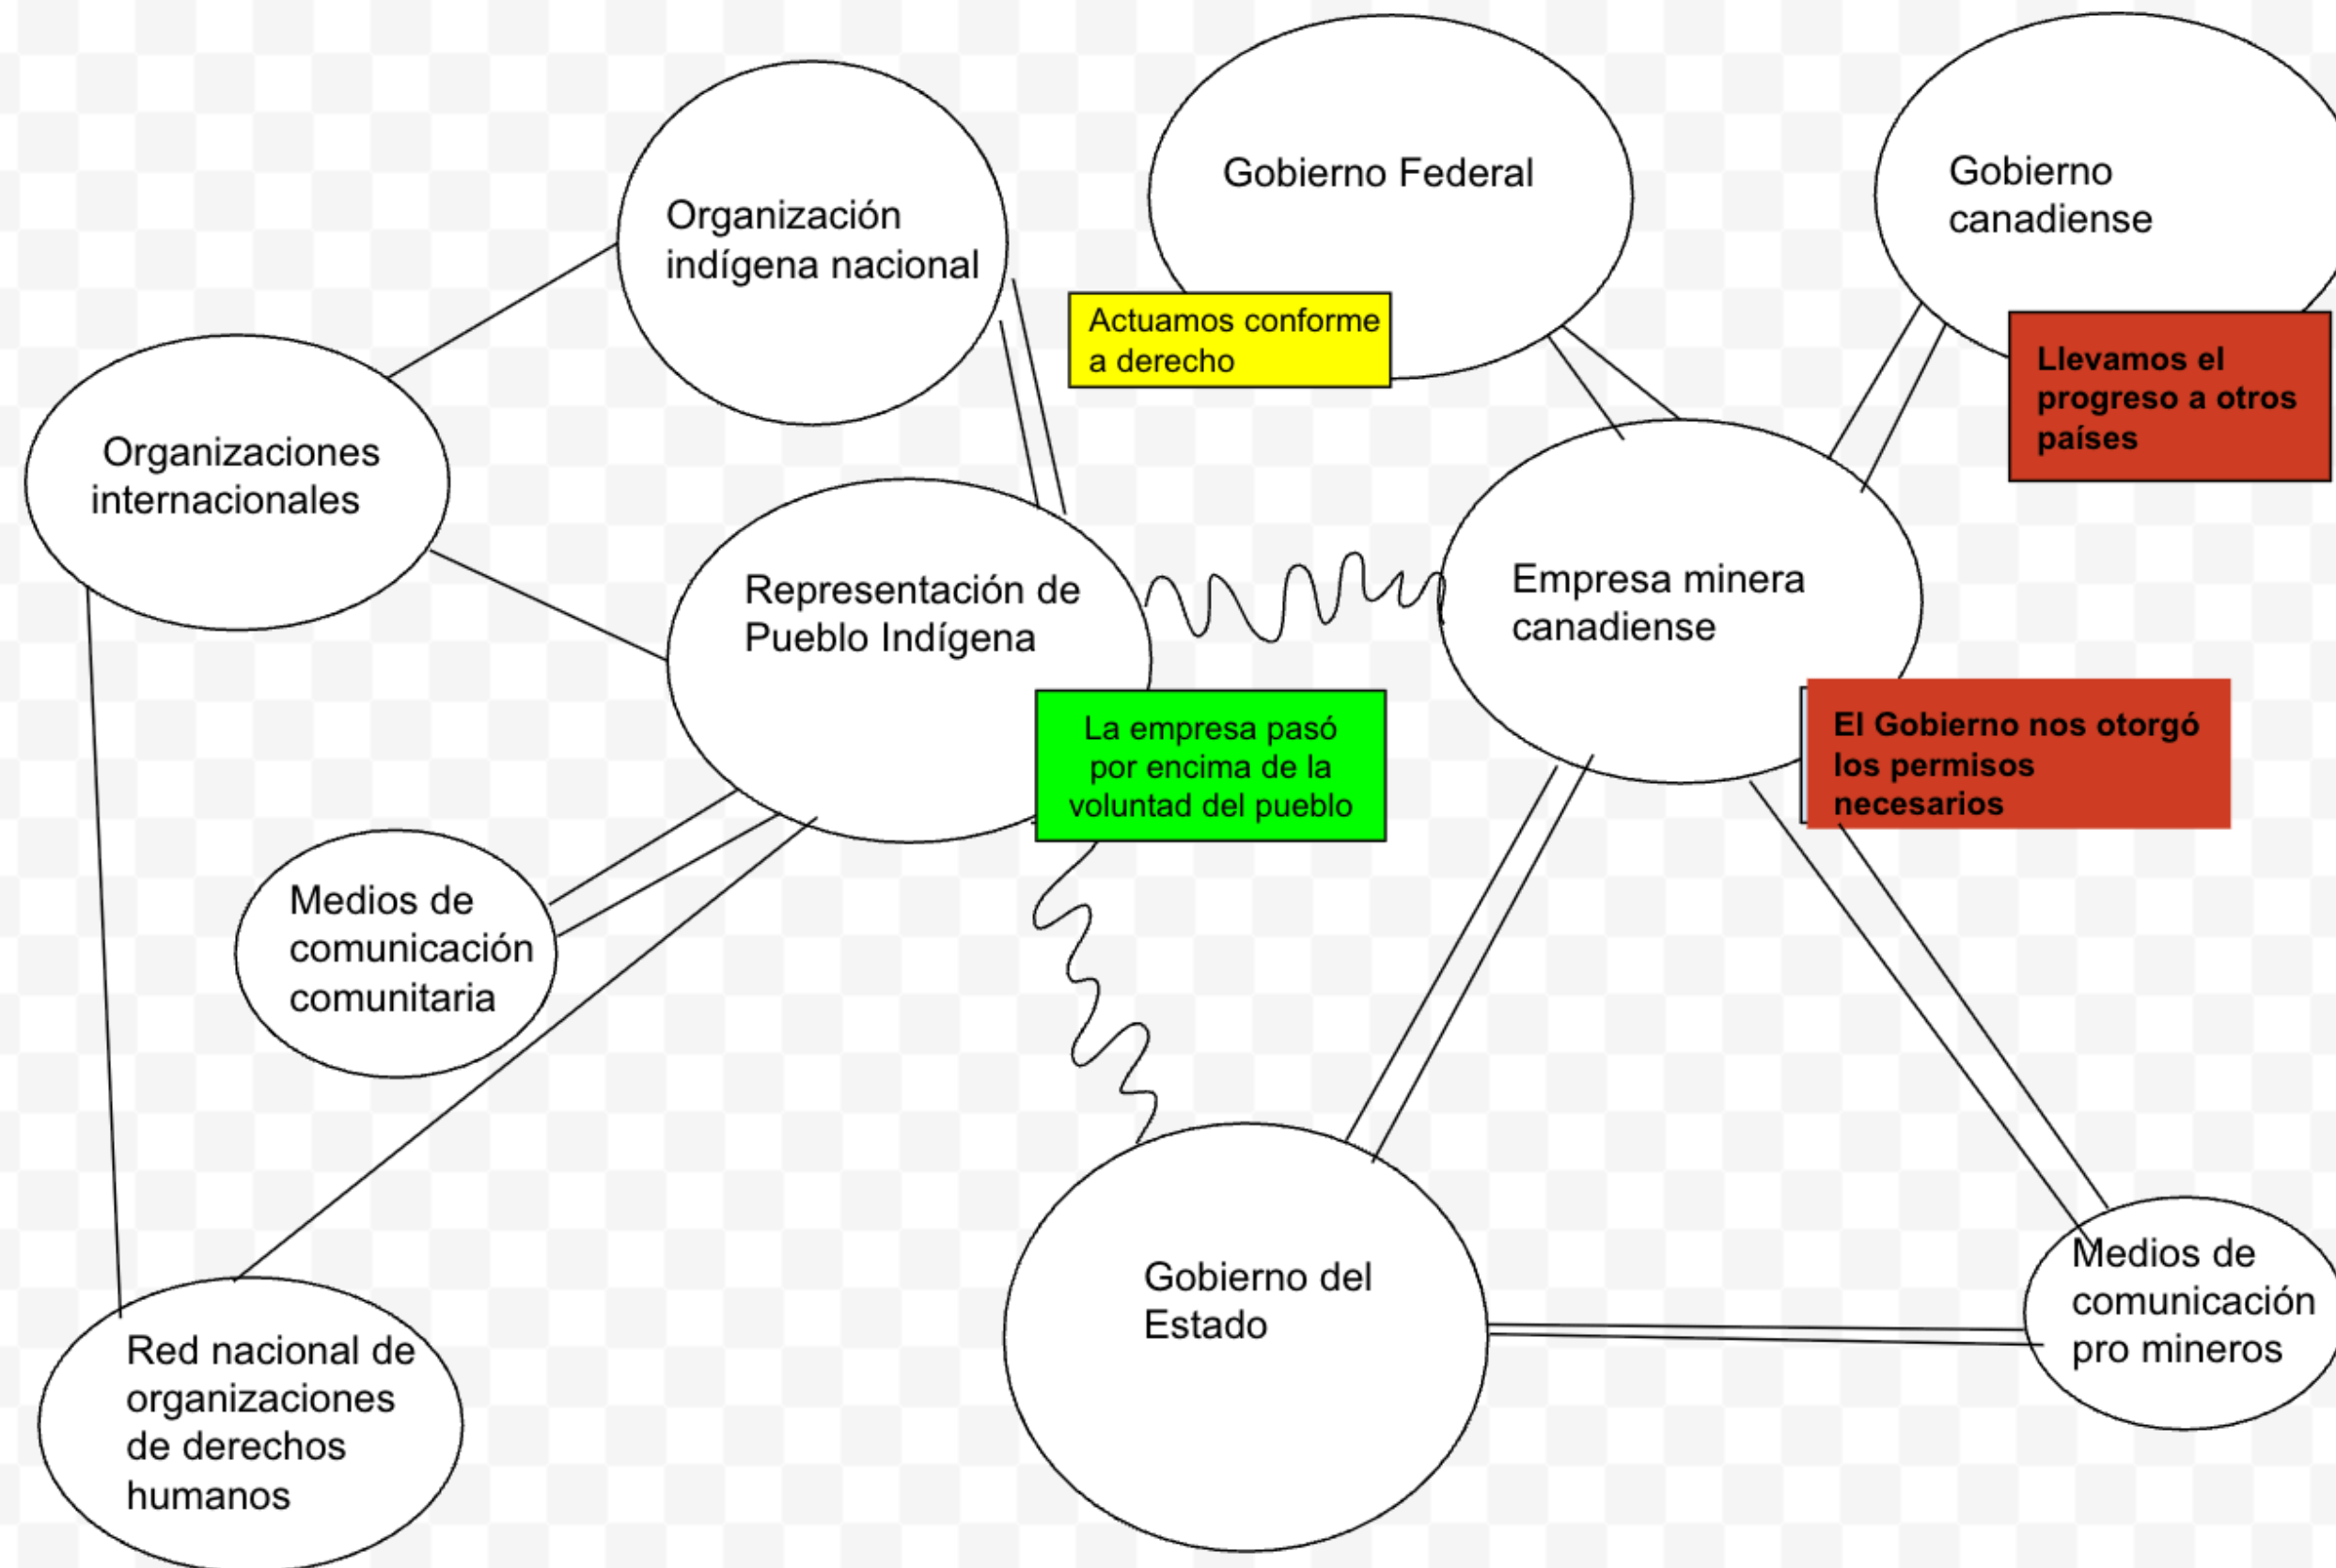 Gobierno Federal
Gobierno
canadiense
Organización
indígena nacional
Actuamos conforme
a derecho
Llevamos el
progreso a otros
países
Organizaciones
internacionales
Representación de
Pueblo Indígena
Empresa minera
canadiense
La empresa pasó
por encima de la
voluntad del pueblo
El Gobierno nos otorgó
los permisos
necesarios
Medios de
comunicación
comunitaria
Gobierno del
Estado
Medios de
comunicación
pro mineros
Red nacional de
organizaciones
de derechos
humanos